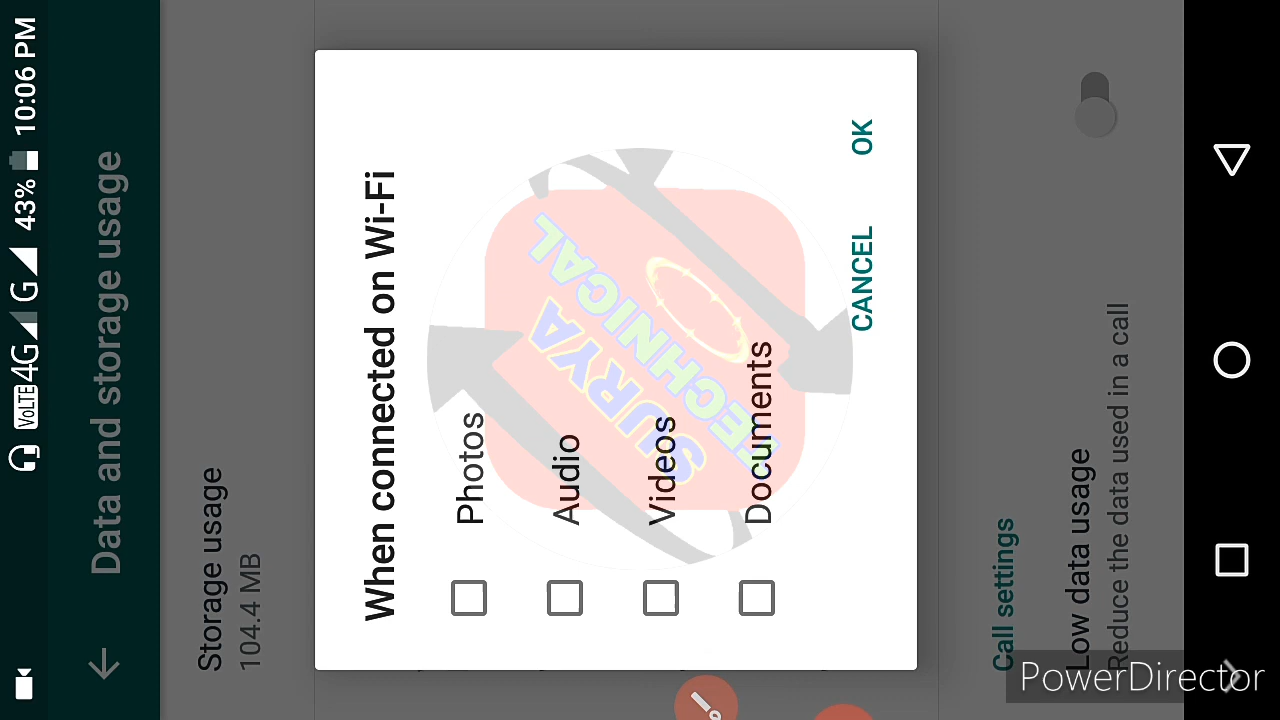 VoLTE 4G G 43% 10:06 PM
Data and storage usage
Storage usage
104.4 MB
When connected on Wi-Fi
Photos
Audio
Videos
Documents
CANCEL OK
SURYA
TECHNICAL
Call settings
Low data usage
Reduce the data used in a call
PowerDirector